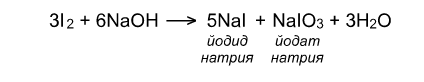 3I₂ + 6NaOH ⟶ 5NaI + NaIO₃ + 3H₂O
йодид йодат
натрия натрия